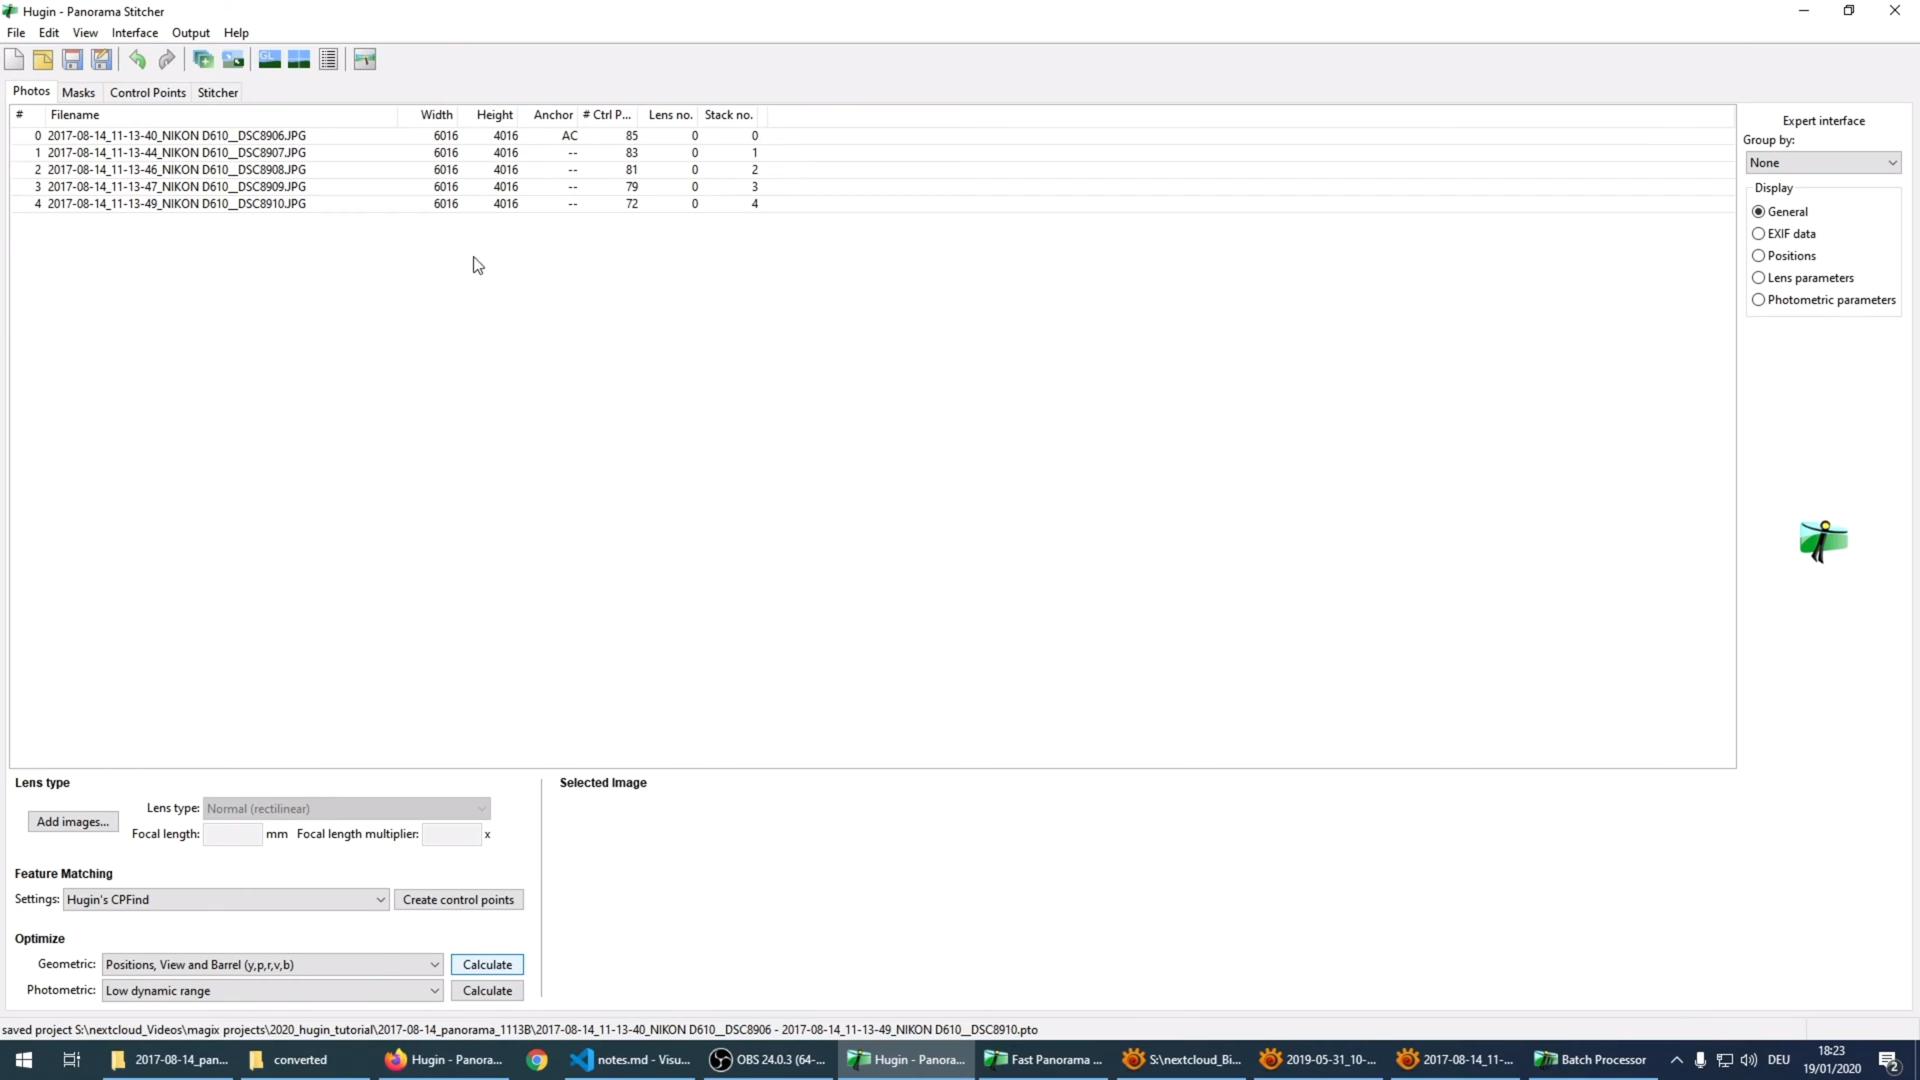 Hugin - Panorama Stitcher
File Edit View Interface Output Help
GL
Photos Masks Control Points Stitcher
# Filename Width Height Anchor # Ctrl P... Lens no. Stack no.
0 2017-08-14_11-13-40_NIKON D610__DSC8906.JPG 6016 4016 AC 85 0 0
1 2017-08-14_11-13-44_NIKON D610__DSC8907.JPG 6016 4016 -- 83 0 1
2 2017-08-14_11-13-46_NIKON D610__DSC8908.JPG 6016 4016 -- 81 0 2
3 2017-08-14_11-13-47_NIKON D610__DSC8909.JPG 6016 4016 -- 79 0 3
4 2017-08-14_11-13-49_NIKON D610__DSC8910.JPG 6016 4016 -- 72 0 4
Expert interface
Group by:
None
Display
General
EXIF data
Positions
Lens parameters
Photometric parameters
Lens type
Add images...
Lens type: Normal (rectilinear)
Focal length: mm Focal length multiplier: x
Feature Matching
Settings: Hugin's CPFind Create control points
Optimize
Geometric: Positions, View and Barrel (y,p,r,v,b) Calculate
Photometric: Low dynamic range Calculate
Selected Image
saved project S:\nextcloud_Videos\magix projects\2020_hugin_tutorial\2017-08-14_panorama_1113B\2017-08-14_11-13-40_NIKON D610__DSC8906 - 2017-08-14_11-13-49_NIKON D610__DSC8910.pto
2017-08-14_pan... converted Hugin - Panora... notes.md - Visu... OBS 24.0.3 (64-... Hugin - Panora... Fast Panorama ... S:\nextcloud_Bi... 2019-05-31_10-... 2017-08-14_11-... Batch Processor DEU 18:23
19/01/2020
2